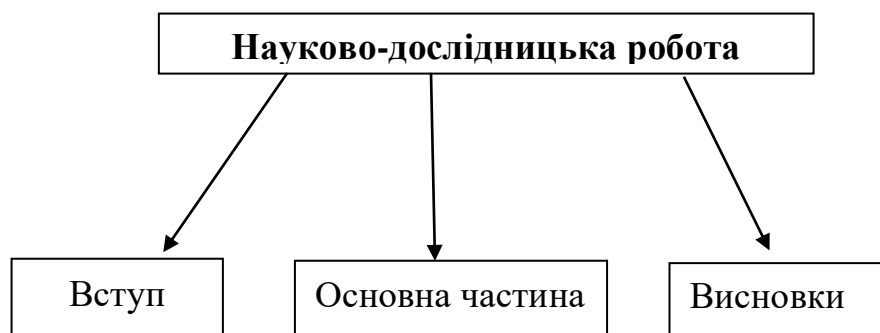 Науково-дослідницька робота
Вступ
Основна частина
Висновки